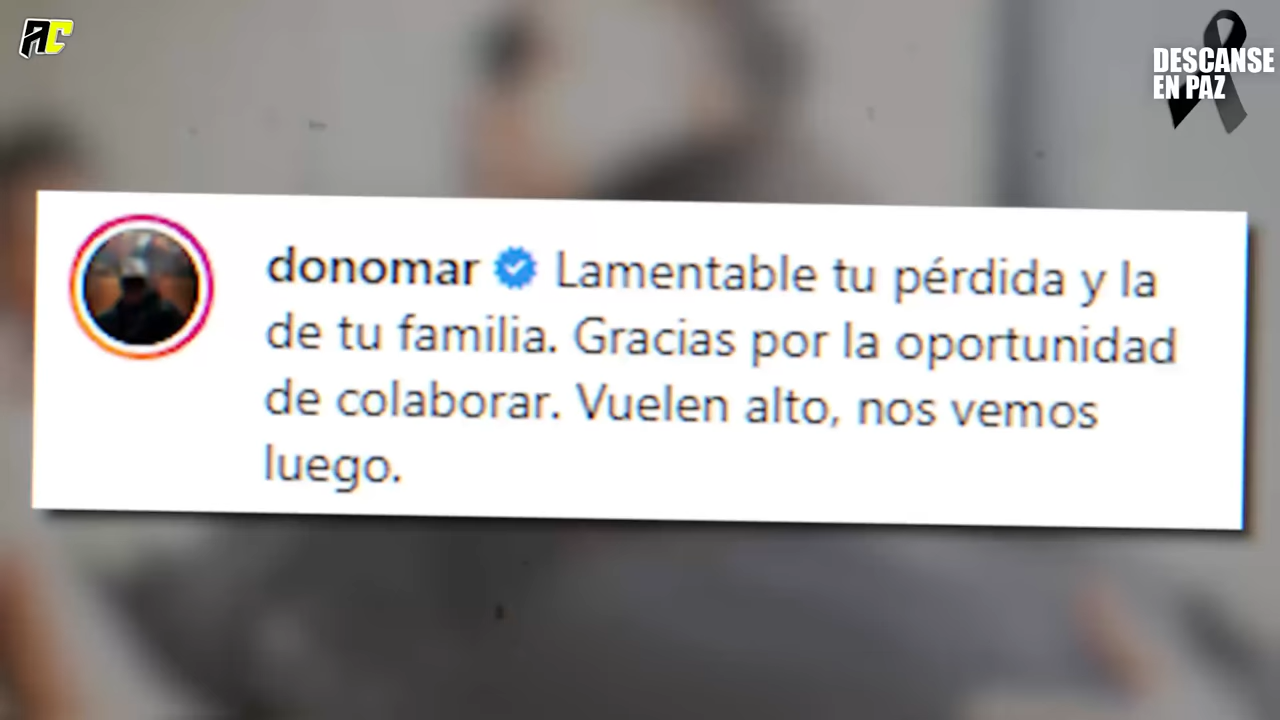 AC
DESCANSE
EN PAZ
donomar Lamentable tu pérdida y la
de tu familia. Gracias por la oportunidad
de colaborar. Vuelen alto, nos vemos
luego.